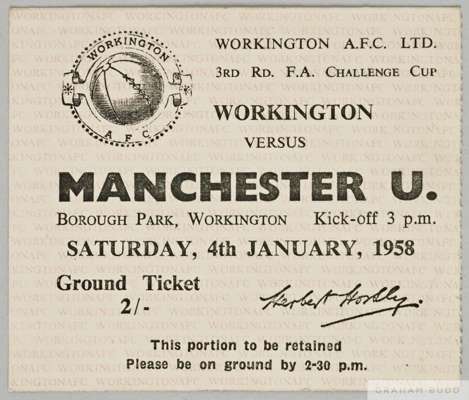 WORKINGTON
A F C
WORKINGTON A.F.C. LTD.
3RD RD. F.A. CHALLENGE CUP
WORKINGTON
VERSUS
MANCHESTER U.
BOROUGH PARK, WORKINGTON Kick-off 3 p.m.
SATURDAY, 4th JANUARY, 1958
Ground Ticket
2/-
This portion to be retained
Please be on ground by 2-30 p.m.
GRAHAM BUDD